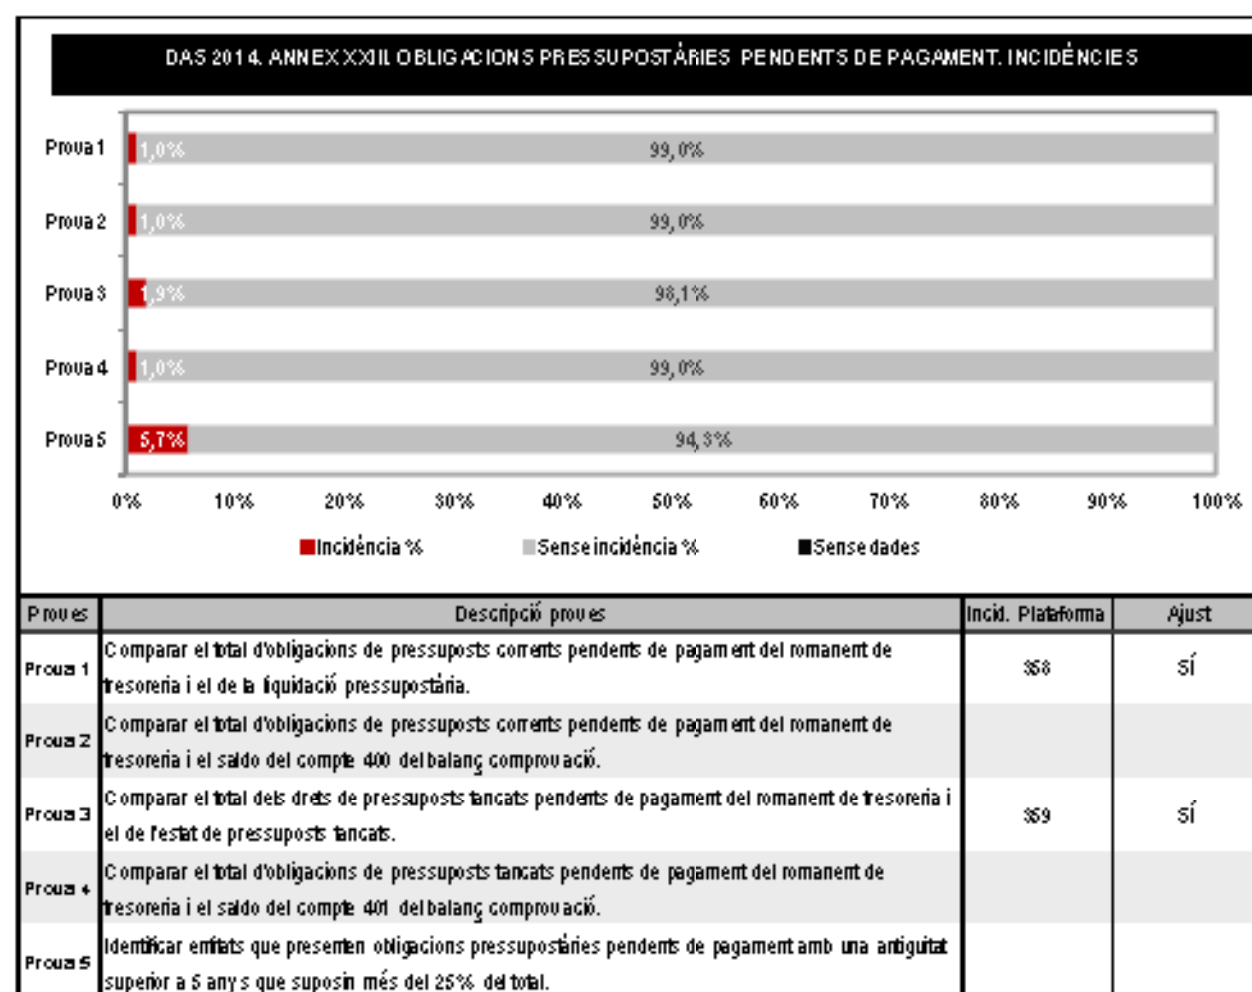 DAS 2014. ANNEX XXIII. OBLIGACIONS PRESSUPOSTÀRIES PENDENTS DE PAGAMENT. INCIDÈNCIES
Prova 1 1,0% 99,0%
Prova 2 1,0% 99,0%
Prova 3 1,9% 98,1%
Prova 4 1,0% 99,0%
Prova 5 5,7% 94,3%
0% 10% 20% 30% 40% 50% 60% 70% 80% 90% 100%
Incidència % Sense incidència % Sense dades
Proves Descripció proves Incid. Plataforma Ajust
Prova 1 Comparar el total d'obligacions de pressuposts corrents pendents de pagament del romanent de
tresoreria i el de la liquidació pressupostària. 358 SÍ
Prova 2 Comparar el total d'obligacions de pressuposts corrents pendents de pagament del romanent de
tresoreria i el saldo del compte 400 del balanç comprovació.
Prova 3 Comparar el total dels drets de pressuposts tancats pendents de pagament del romanent de tresoreria i
el de l'estat de pressuposts tancats. 359 SÍ
Prova 4 Comparar el total d'obligacions de pressuposts tancats pendents de pagament del romanent de
tresoreria i el saldo del compte 401 del balanç comprovació.
Prova 5 Identificar entitats que presenten obligacions pressupostàries pendents de pagament amb una antiguitat
superior a 5 anys que suposin més del 25% del total.